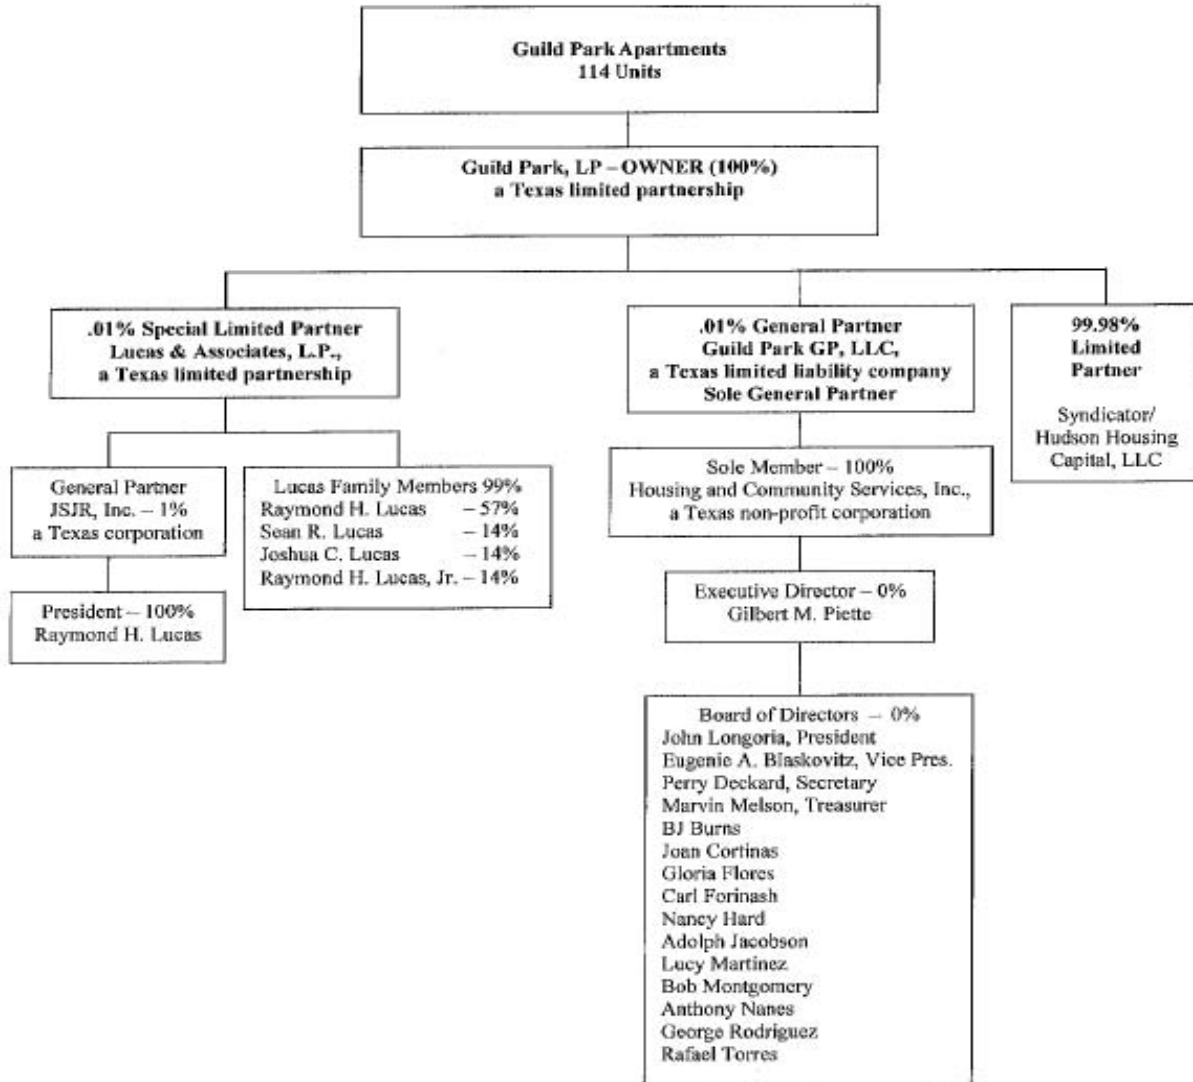 Guild Park Apartments
114 Units
Guild Park, LP – OWNER (100%)
a Texas limited partnership
.01% Special Limited Partner
Lucas & Associates, L.P.,
a Texas limited partnership
.01% General Partner
Guild Park GP, LLC,
a Texas limited liability company
Sole General Partner
99.98%
Limited
Partner
Syndicator/
Hudson Housing
Capital, LLC
General Partner
JSJR, Inc. – 1%
a Texas corporation
Lucas Family Members 99%
Raymond H. Lucas – 57%
Sean R. Lucas – 14%
Joshua C. Lucas – 14%
Raymond H. Lucas, Jr. – 14%
Sole Member – 100%
Housing and Community Services, Inc.,
a Texas non-profit corporation
President – 100%
Raymond H. Lucas
Executive Director – 0%
Gilbert M. Piette
Board of Directors – 0%
John Longoria, President
Eugenie A. Blaskovitz, Vice Pres.
Perry Deckard, Secretary
Marvin Melson, Treasurer
BJ Burns
Joan Cortinas
Gloria Flores
Carl Forinash
Nancy Hard
Adolph Jacobson
Lucy Martinez
Bob Montgomery
Anthony Nanes
George Rodriguez
Rafael Torres